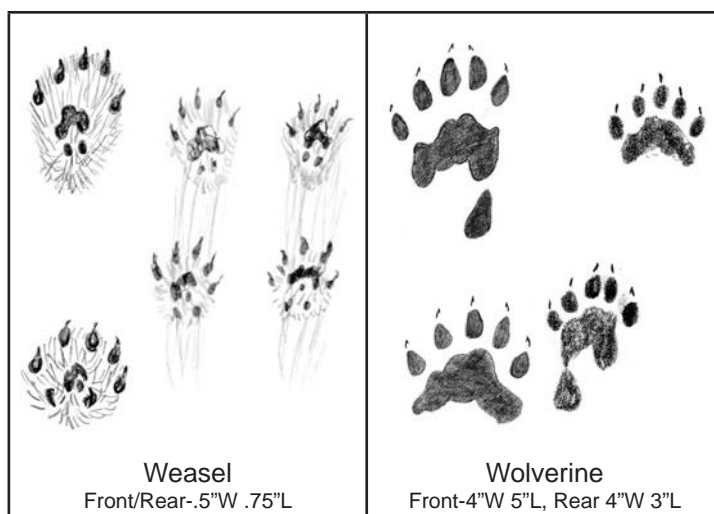 Weasel
Front/Rear-.5”W .75”L
Wolverine
Front-4”W 5”L, Rear 4”W 3”L